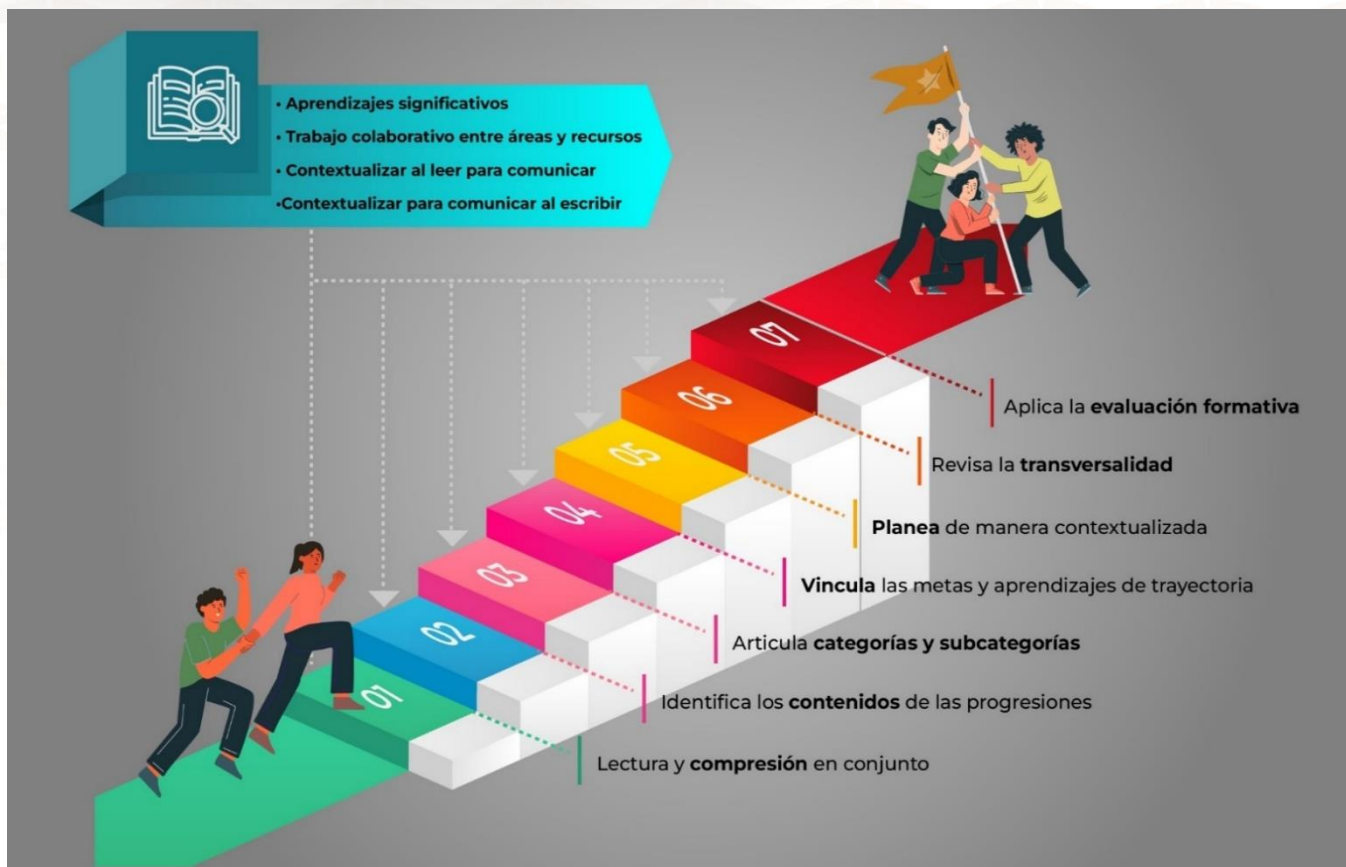 • Aprendizajes significativos
• Trabajo colaborativo entre áreas y recursos
• Contextualizar al leer para comunicar
•Contextualizar para comunicar al escribir
07
Aplica la evaluación formativa
06
Revisa la transversalidad
05
Planea de manera contextualizada
04
Vincula las metas y aprendizajes de trayectoria
03
Articula categorías y subcategorías
02
Identifica los contenidos de las progresiones
01
Lectura y compresión en conjunto